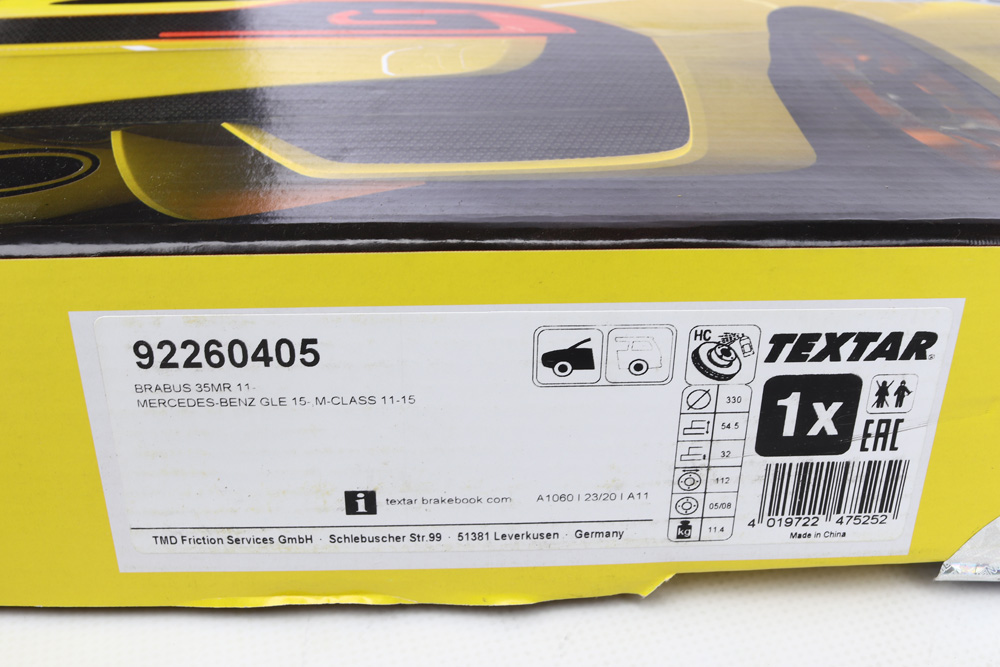 92260405
BRABUS 35MR 11-
MERCEDES-BENZ GLE 15-,M-CLASS 11-15
i textar brakebook.com A1060 | 23/20 | A11
TMD Friction Services GmbH · Schlebuscher Str.99 · 51381 Leverkusen · Germany
HC
330
54.5
32
112
05/08
kg 11.4
TEXTAR®
1x
EAC
4 019722 475252
Made in China